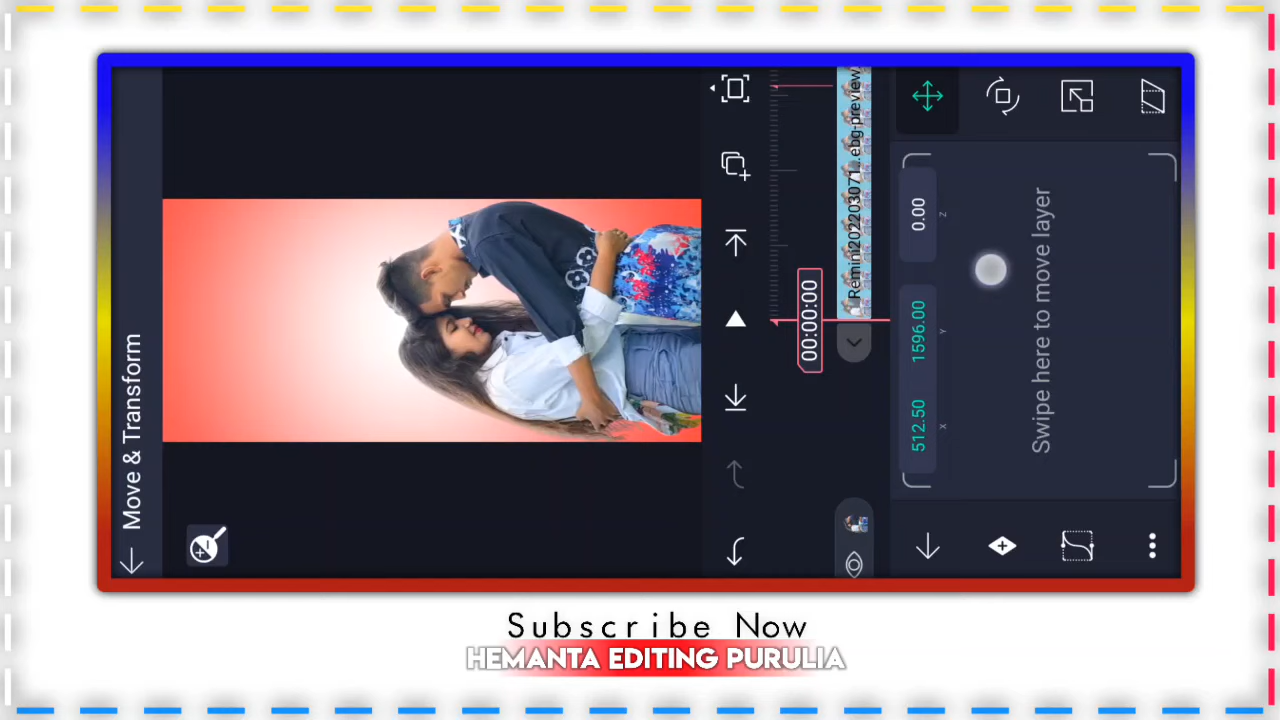 Move & Transform
00:00:00
Remini202203071.ebg-preview
0.00
Z
1596.00
Y
512.50
X
Swipe here to move layer
Subscribe Now
HEMANTA EDITING PURULIA